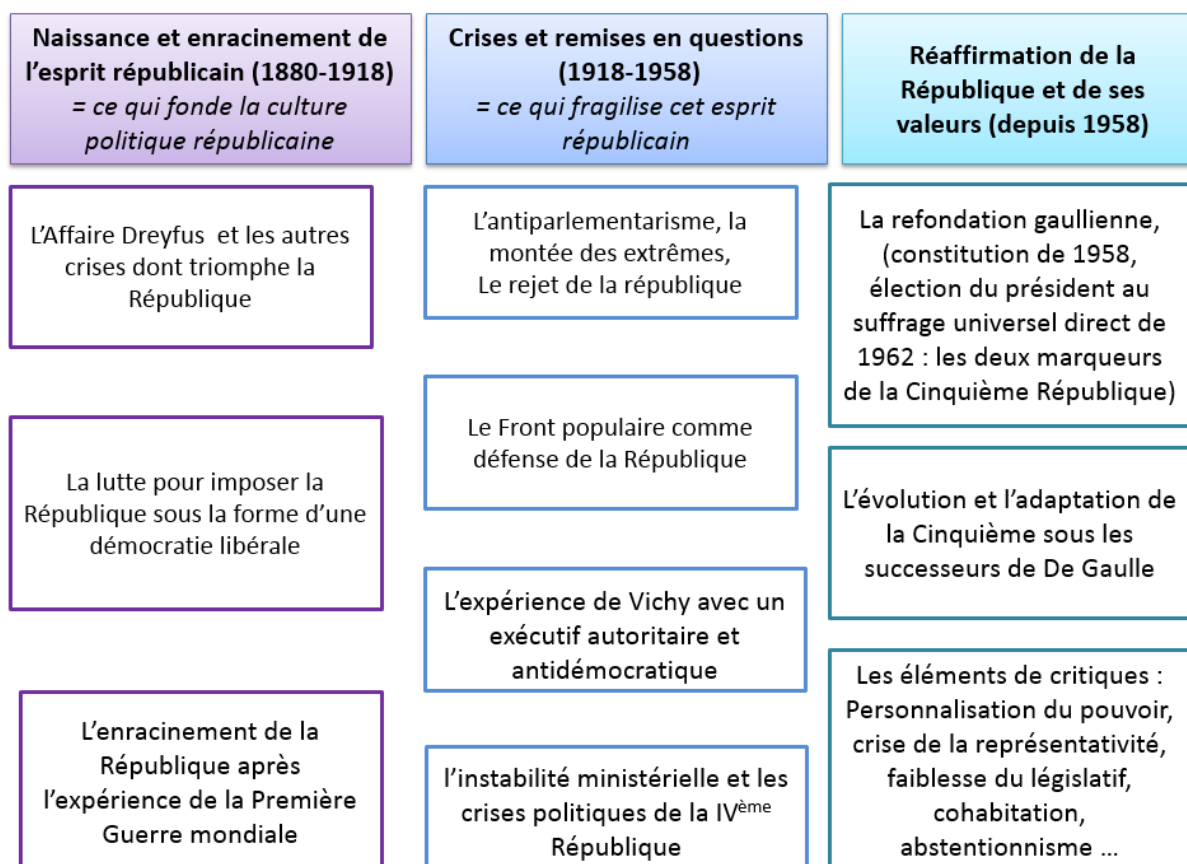 Naissance et enracinement de
l'esprit républicain (1880-1918)
= ce qui fonde la culture
politique républicaine
L'Affaire Dreyfus et les autres
crises dont triomphe la
République
La lutte pour imposer la
République sous la forme d'une
démocratie libérale
L'enracinement de la
République après
l'expérience de la Première
Guerre mondiale
Crises et remises en questions
(1918-1958)
= ce qui fragilise cet esprit
républicain
L'antiparlementarisme, la
montée des extrêmes,
Le rejet de la république
Le Front populaire comme
défense de la République
L'expérience de Vichy avec un
exécutif autoritaire et
antidémocratique
l'instabilité ministérielle et les
crises politiques de la IVème
République
Réaffirmation de la
République et de ses
valeurs (depuis 1958)
La refondation gaullienne,
(constitution de 1958,
élection du président au
suffrage universel direct de
1962 : les deux marqueurs
de la Cinquième République)
L'évolution et l'adaptation de
la Cinquième sous les
successeurs de De Gaulle
Les éléments de critiques :
Personnalisation du pouvoir,
crise de la représentativité,
faiblesse du législatif,
cohabitation,
abstentionnisme ...